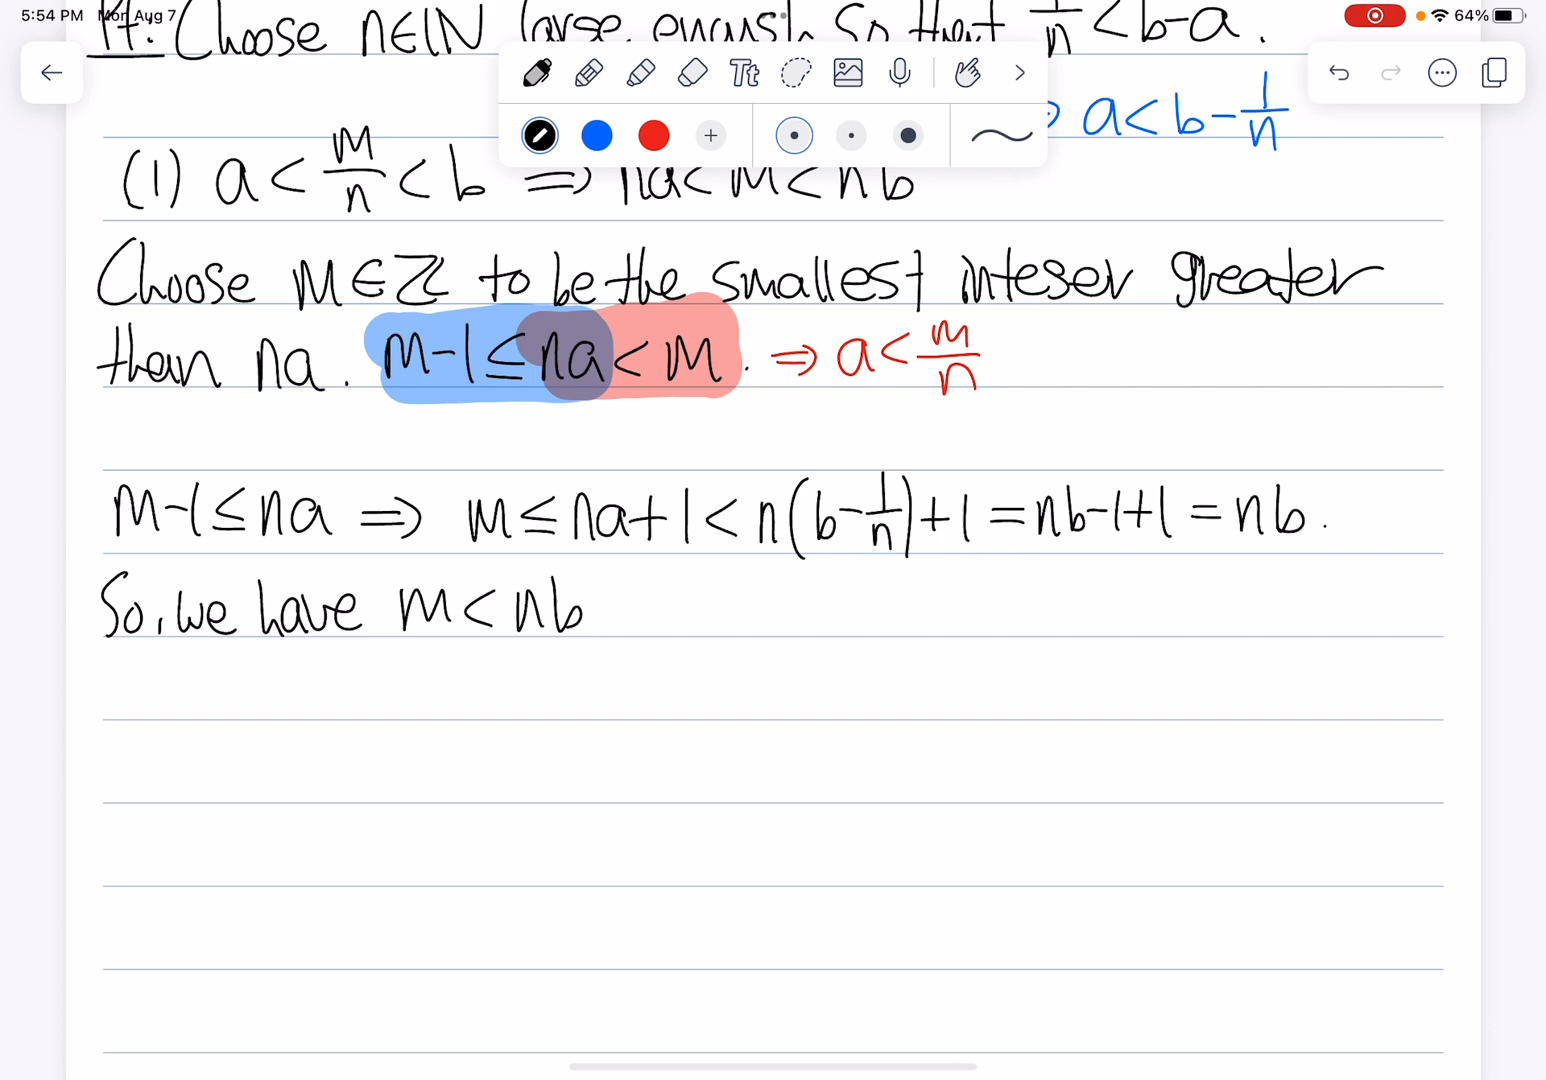 5:54 PM Mon Aug 7
64%
Pf: Choose n∈ℕ large enough so that 1/n < b-a.
Tt
⇒ a < b - 1/n
(1) a < m/n < b ⇒ na < m < nb
Choose m∈ℤ to be the smallest integer greater
than na. m-1 ≤ na < m. ⇒ a < m/n
m-1 ≤ na ⇒ m ≤ na+1 < n(b - 1/n)+1 = nb-1+1 = nb.
So, we have m < nb